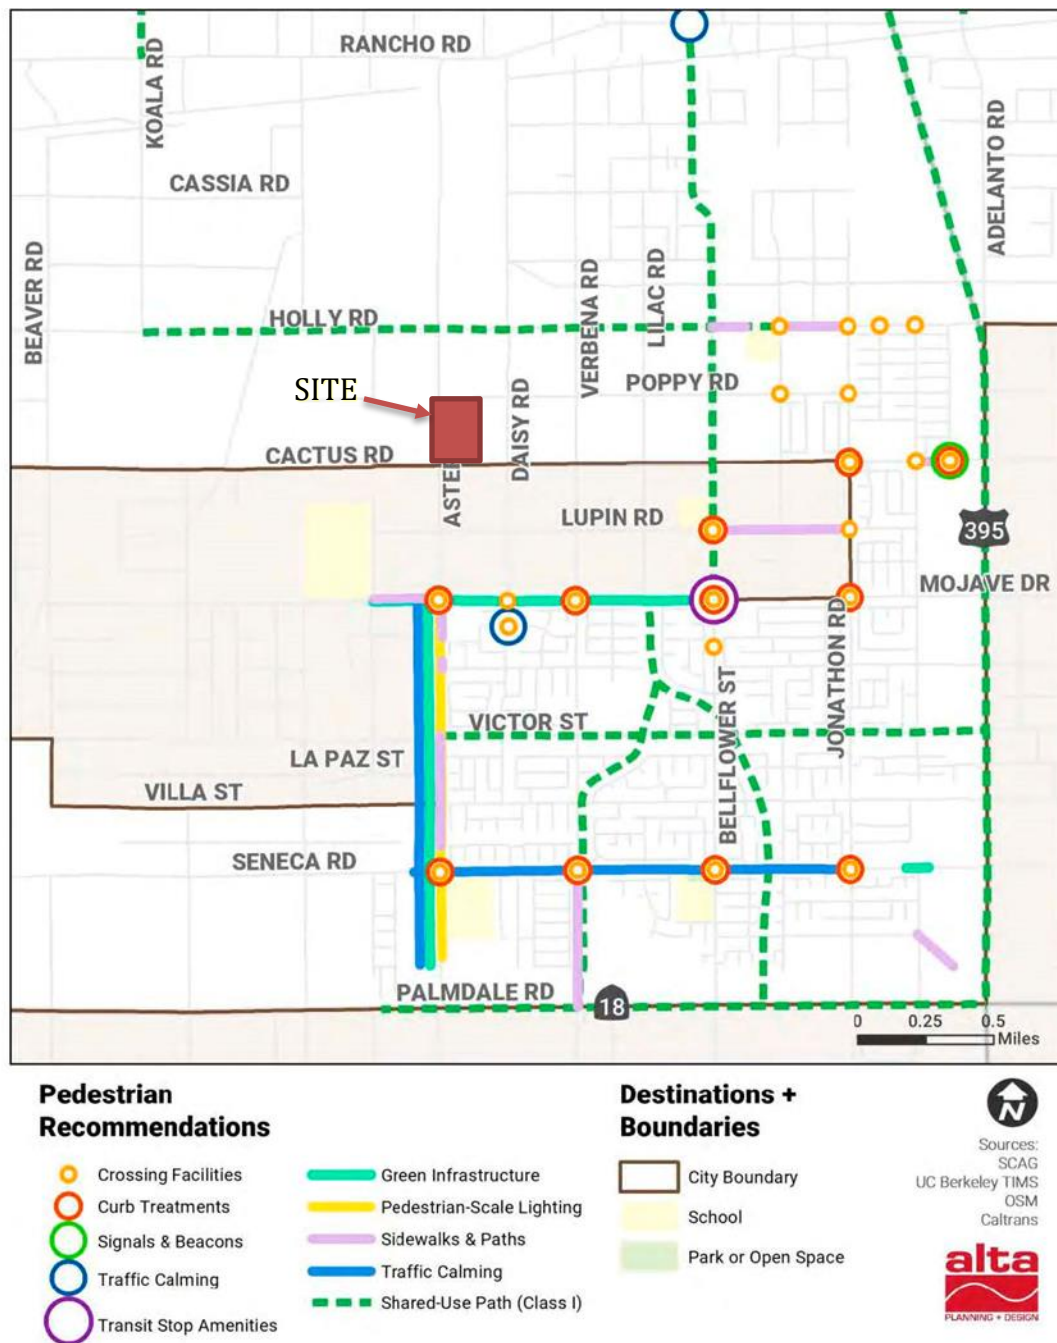 RANCHO RD
KOALA RD
CASSIA RD
ADELANTO RD
BEAVER RD
HOLLY RD
VERBENA RD
LILAC RD
SITE
POPPY RD
DAISY RD
CACTUS RD
ASTE
LUPIN RD
395
MOJAVE DR
JONATHON RD
BELLFLOWER ST
VICTOR ST
LA PAZ ST
VILLA ST
SENECA RD
PALMDALE RD
18
0 0.25 0.5
Miles
Pedestrian
Recommendations
Crossing Facilities
Curb Treatments
Signals & Beacons
Traffic Calming
Transit Stop Amenities
Green Infrastructure
Pedestrian-Scale Lighting
Sidewalks & Paths
Traffic Calming
Shared-Use Path (Class I)
Destinations +
Boundaries
City Boundary
School
Park or Open Space
N
Sources:
SCAG
UC Berkeley TIMS
OSM
Caltrans
alta
PLANNING + DESIGN